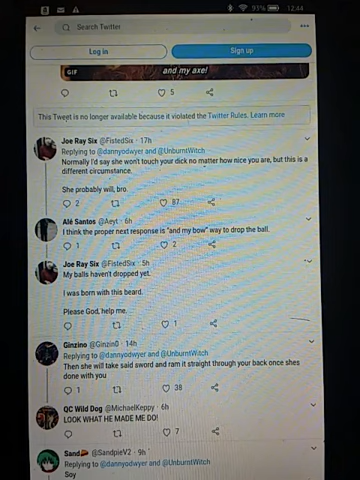 91% 12:44
Search Twitter
Log in
Sign up
GIF
and my axe!
5
This Tweet is no longer available because it violated the Twitter Rules. Learn more
Joe Ray Six @FistedSix · 17h
Replying to @dannyodwyer and @UnburntWitch
Normally I'd say she won't touch your dick no matter how nice you are, but this is a
different circumstance.
She probably will, bro.
2 87
Alé Santos @Aeyt · 6h
I think the proper next response is "and my bow" way to drop the ball.
1 2
Joe Ray Six @FistedSix · 5h
My balls haven't dropped yet.
I was born with this beard.
Please God, help me.
1
Ginzino @Ginzin0 · 14h
Replying to @dannyodwyer and @UnburntWitch
Then she will take said sword and ram it straight through your back once shes
done with you
1 38
QC Wild Dog @MichaelKeppy · 6h
LOOK WHAT HE MADE ME DO!
7
Sand @SandpieV2 · 9h
Replying to @dannyodwyer and @UnburntWitch
Soy